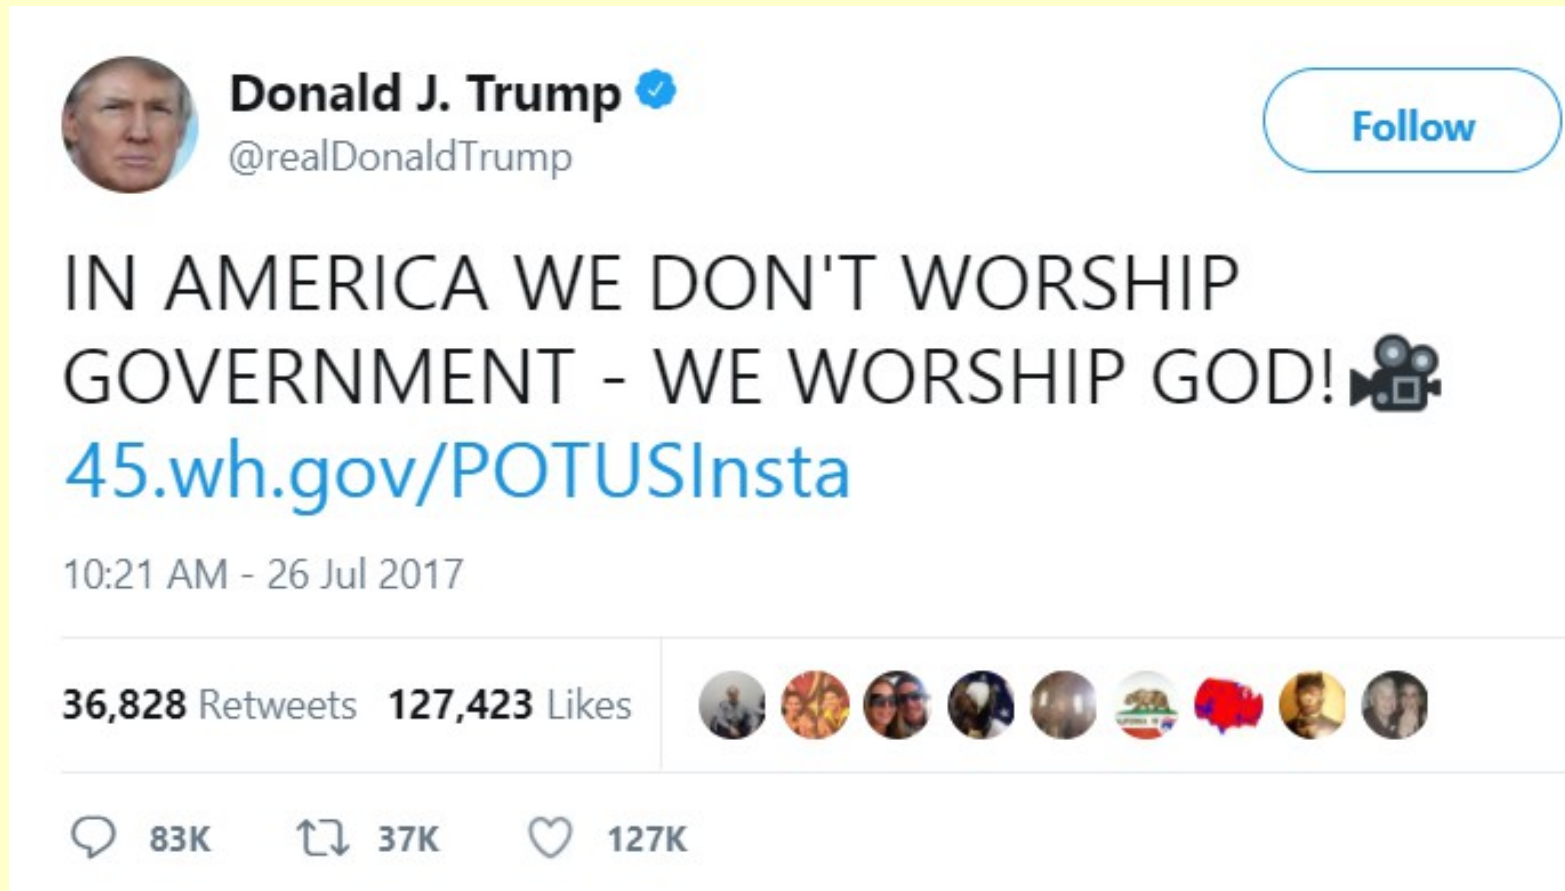 Donald J. Trump
@realDonaldTrump
Follow
IN AMERICA WE DON'T WORSHIP
GOVERNMENT - WE WORSHIP GOD!
45.wh.gov/POTUSInsta
10:21 AM - 26 Jul 2017
36,828 Retweets 127,423 Likes
83K 37K 127K